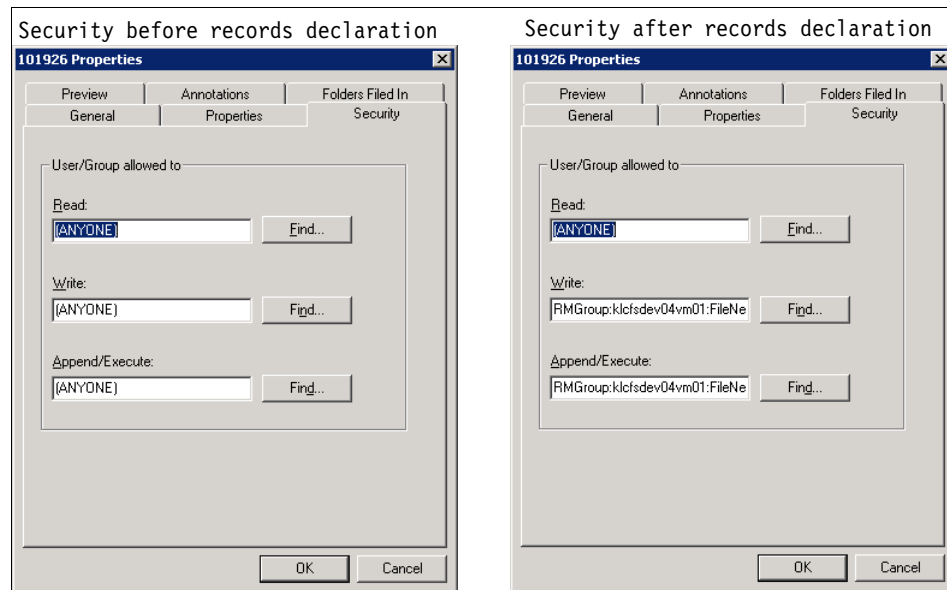 Security before records declaration
101926 Properties
Preview Annotations Folders Filed In
General Properties Security
User/Group allowed to
Read:
(ANYONE) Find...
Write:
(ANYONE) Find...
Append/Execute:
(ANYONE) Find...
OK Cancel
Security after records declaration
101926 Properties
Preview Annotations Folders Filed In
General Properties Security
User/Group allowed to
Read:
(ANYONE) Find...
Write:
RMGroup:klcfsdev04vm01:FileNe Find...
Append/Execute:
RMGroup:klcfsdev04vm01:FileNe Find...
OK Cancel